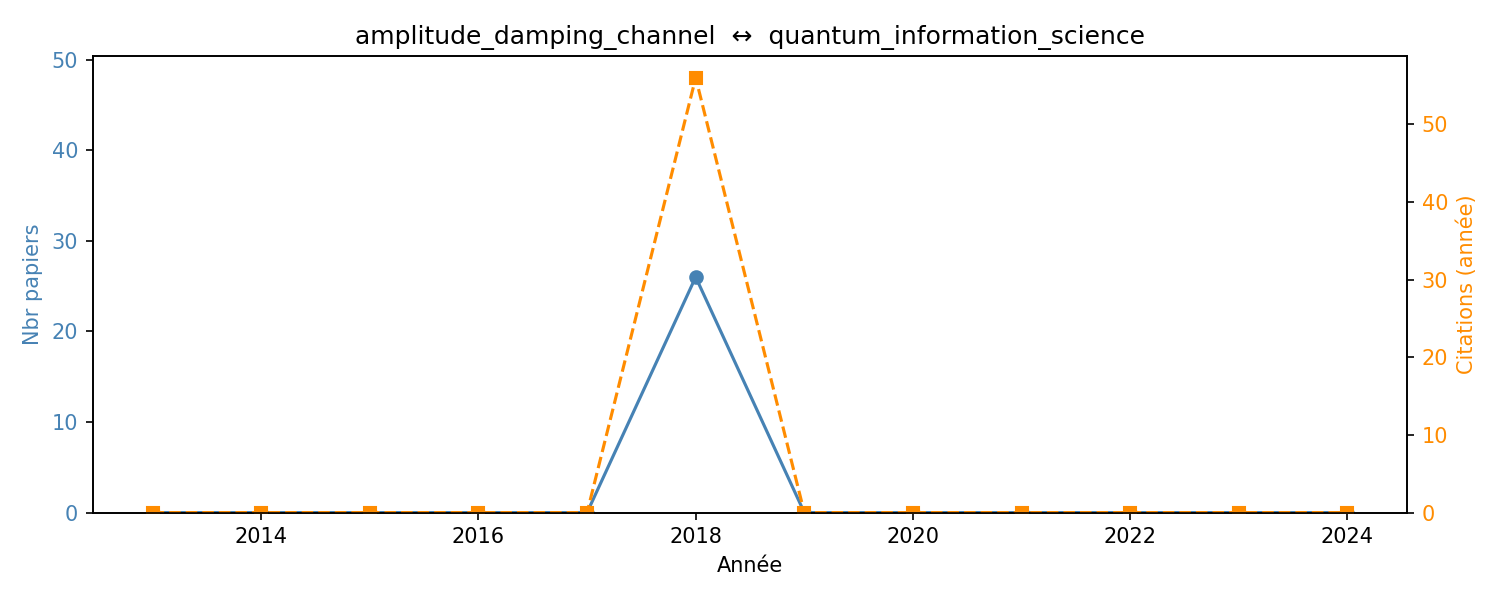 amplitude_damping_channel ↔ quantum_information_science
Nbr papiers
50
40
30
20
10
0
2014 2016 2018 2020 2022 2024
Année
50
40
30
20
10
0
Citations (année)